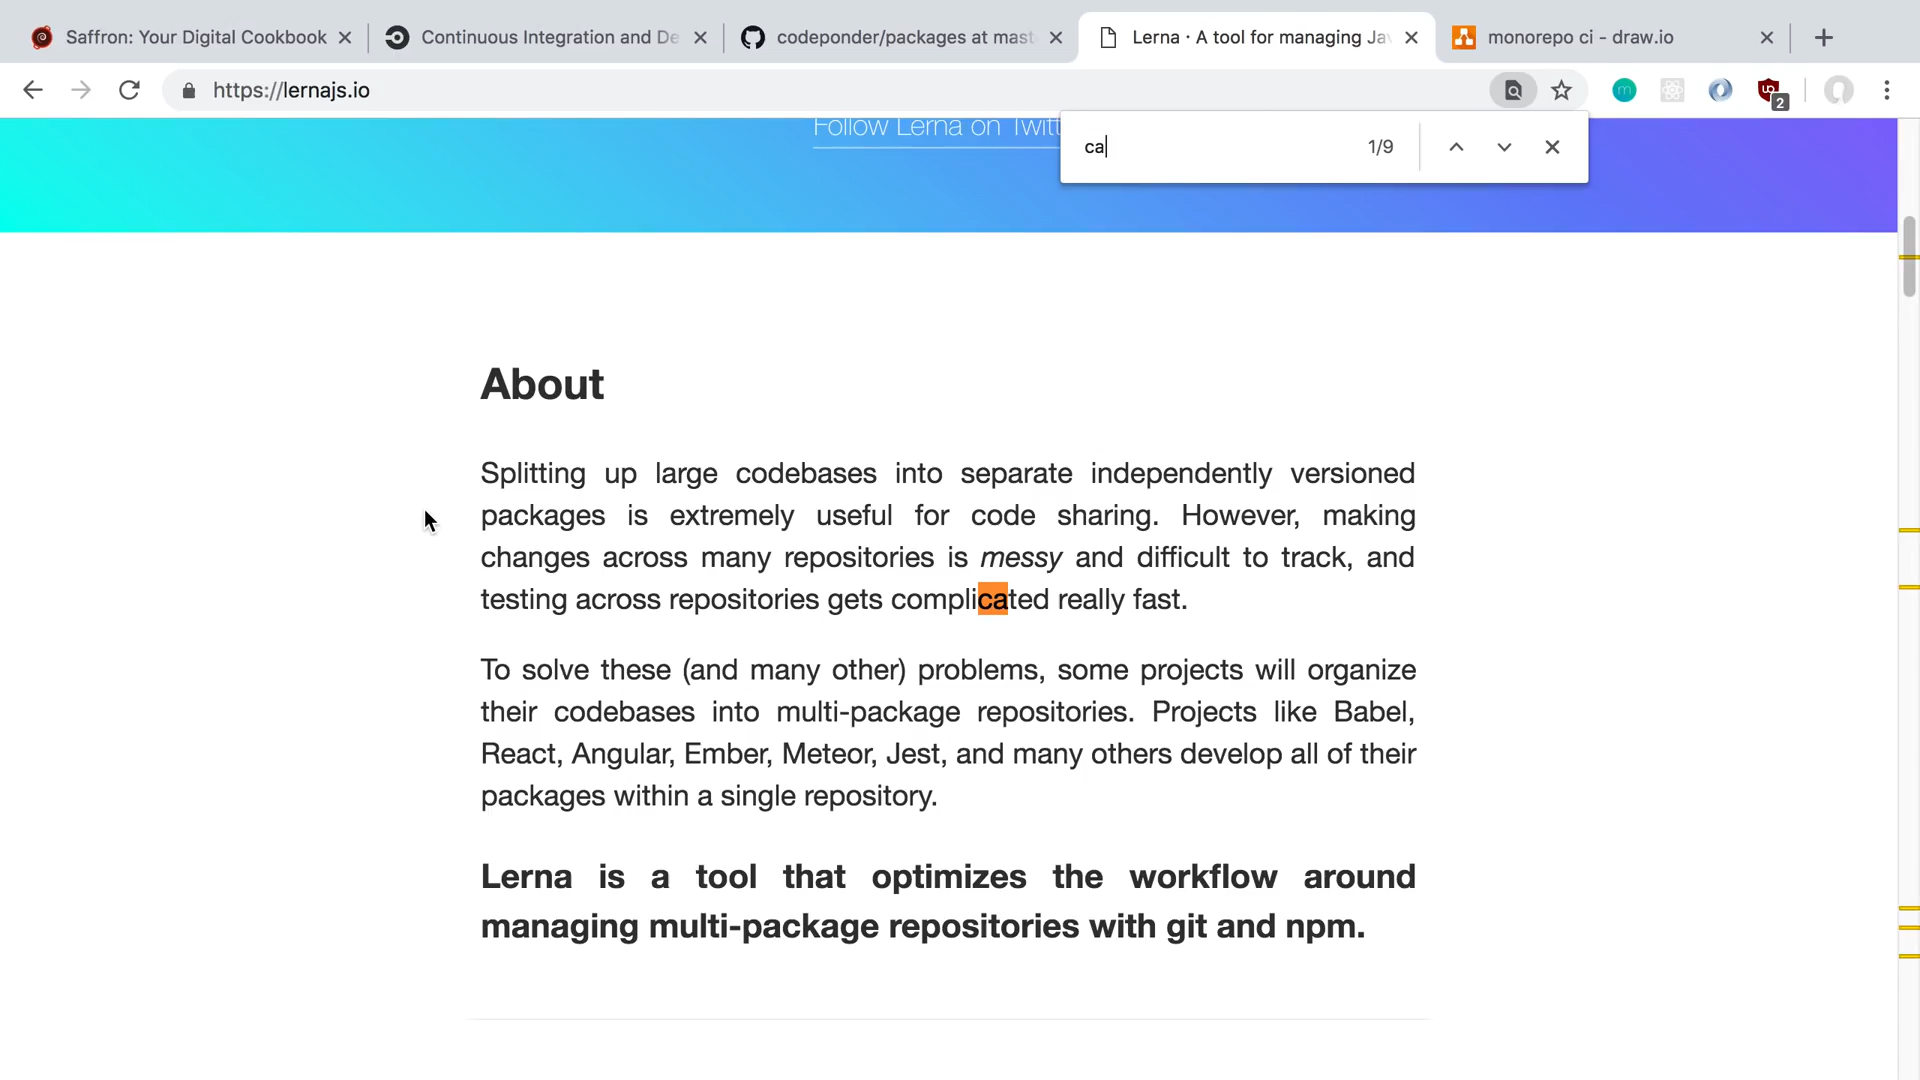 Saffron: Your Digital Cookbook
Continuous Integration and De
codeponder/packages at mast
Lerna · A tool for managing Jav
monorepo ci - draw.io
https://lernajs.io
2
Follow Lerna on Twitt
ca
1/9
About
Splitting up large codebases into separate independently versioned
packages is extremely useful for code sharing. However, making
changes across many repositories is messy and difficult to track, and
testing across repositories gets complicated really fast.
To solve these (and many other) problems, some projects will organize
their codebases into multi-package repositories. Projects like Babel,
React, Angular, Ember, Meteor, Jest, and many others develop all of their
packages within a single repository.
Lerna is a tool that optimizes the workflow around
managing multi-package repositories with git and npm.